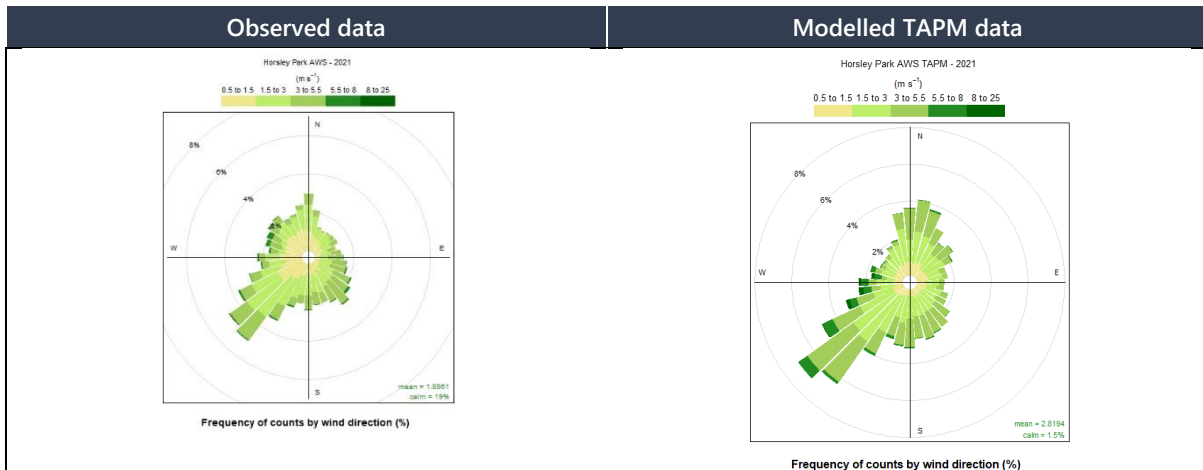 Observed data
Modelled TAPM data
Horsley Park AWS - 2021
(m s⁻¹)
0.5 to 1.5 1.5 to 3 3 to 5.5 5.5 to 8 8 to 25
N
8%
6%
4%
2%
W
E
S
mean = 1.8861
calm = 19%
Frequency of counts by wind direction (%)
Horsley Park AWS TAPM - 2021
(m s⁻¹)
0.5 to 1.5 1.5 to 3 3 to 5.5 5.5 to 8 8 to 25
N
8%
6%
4%
2%
W
E
S
mean = 2.8194
calm = 1.5%
Frequency of counts by wind direction (%)